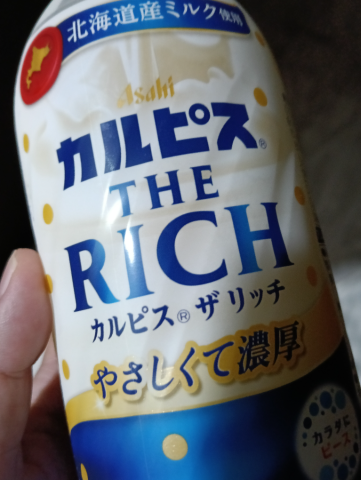 北海道産ミルク使用
Asahi
カルピス®
THE
RICH
カルピス® ザ リッチ
やさしくて濃厚
カラダに
ピース